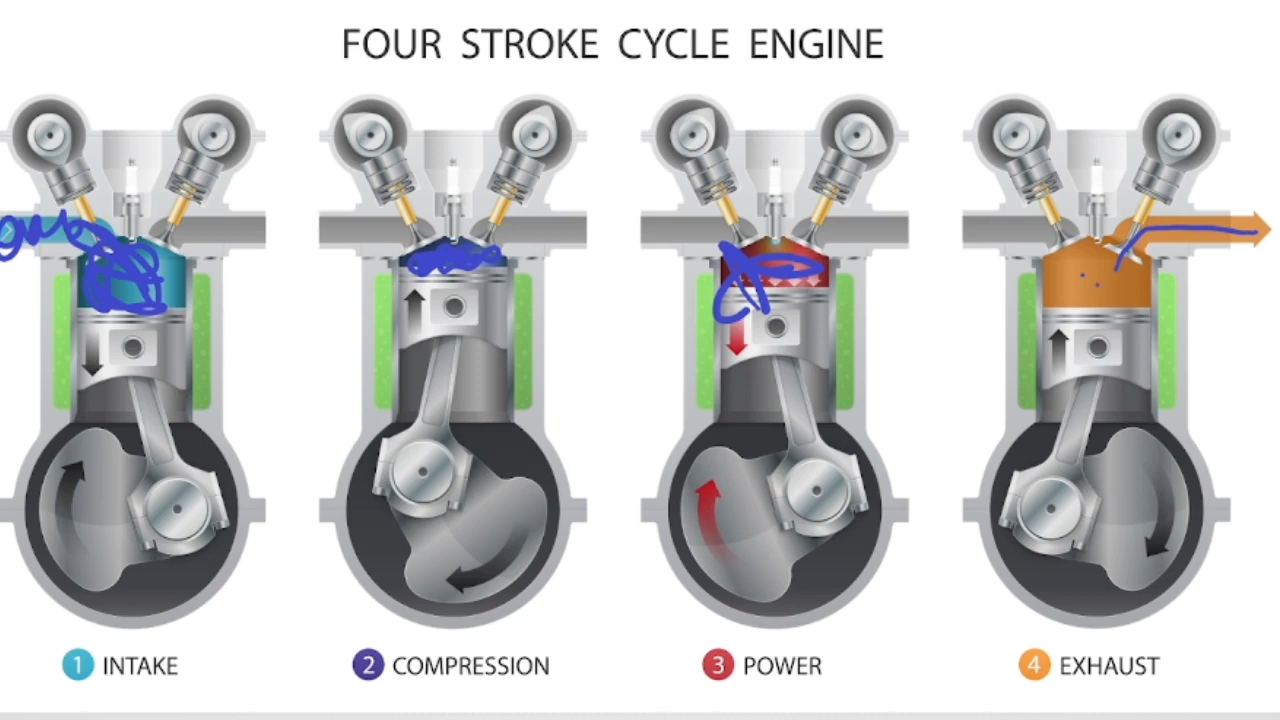 FOUR STROKE CYCLE ENGINE
1 INTAKE
2 COMPRESSION
3 POWER
4 EXHAUST